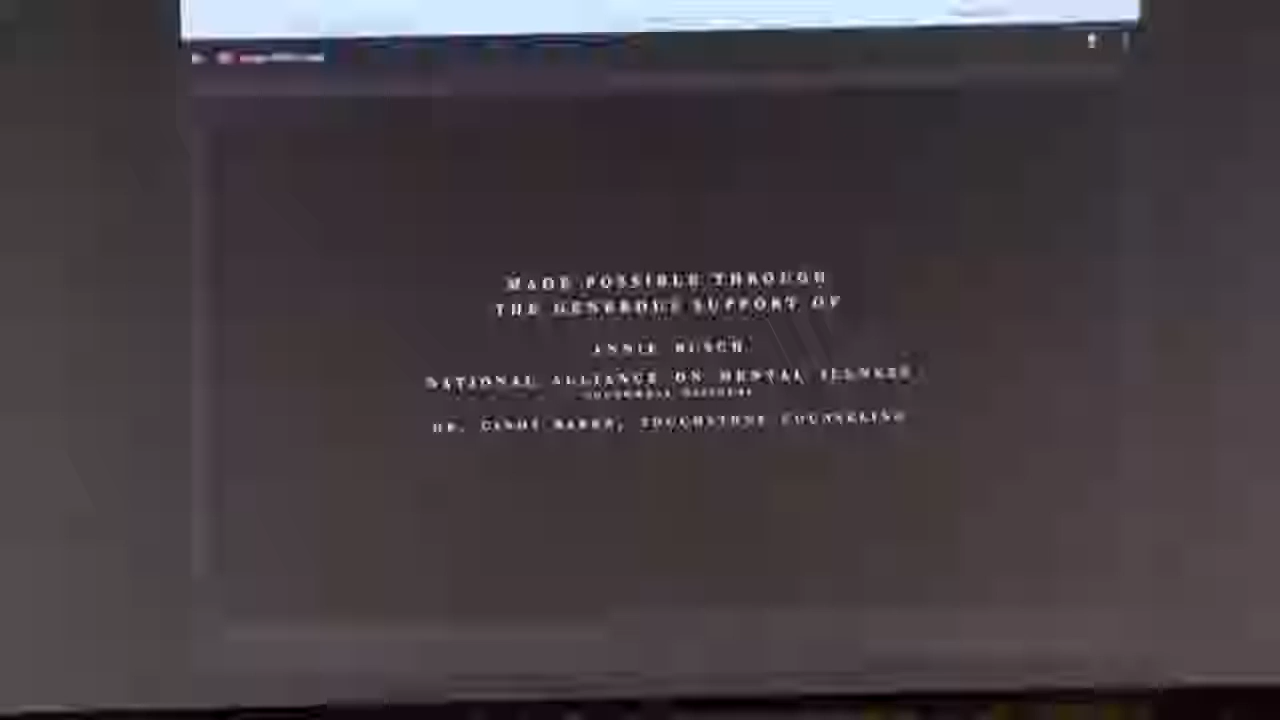 MADE POSSIBLE THROUGH
THE GENEROUS SUPPORT OF
ANNIE BUSCH
NATIONAL ALLIANCE ON MENTAL ILLNESS
DR. CANDY BAKER, TOUCHSTONE COUNSELING